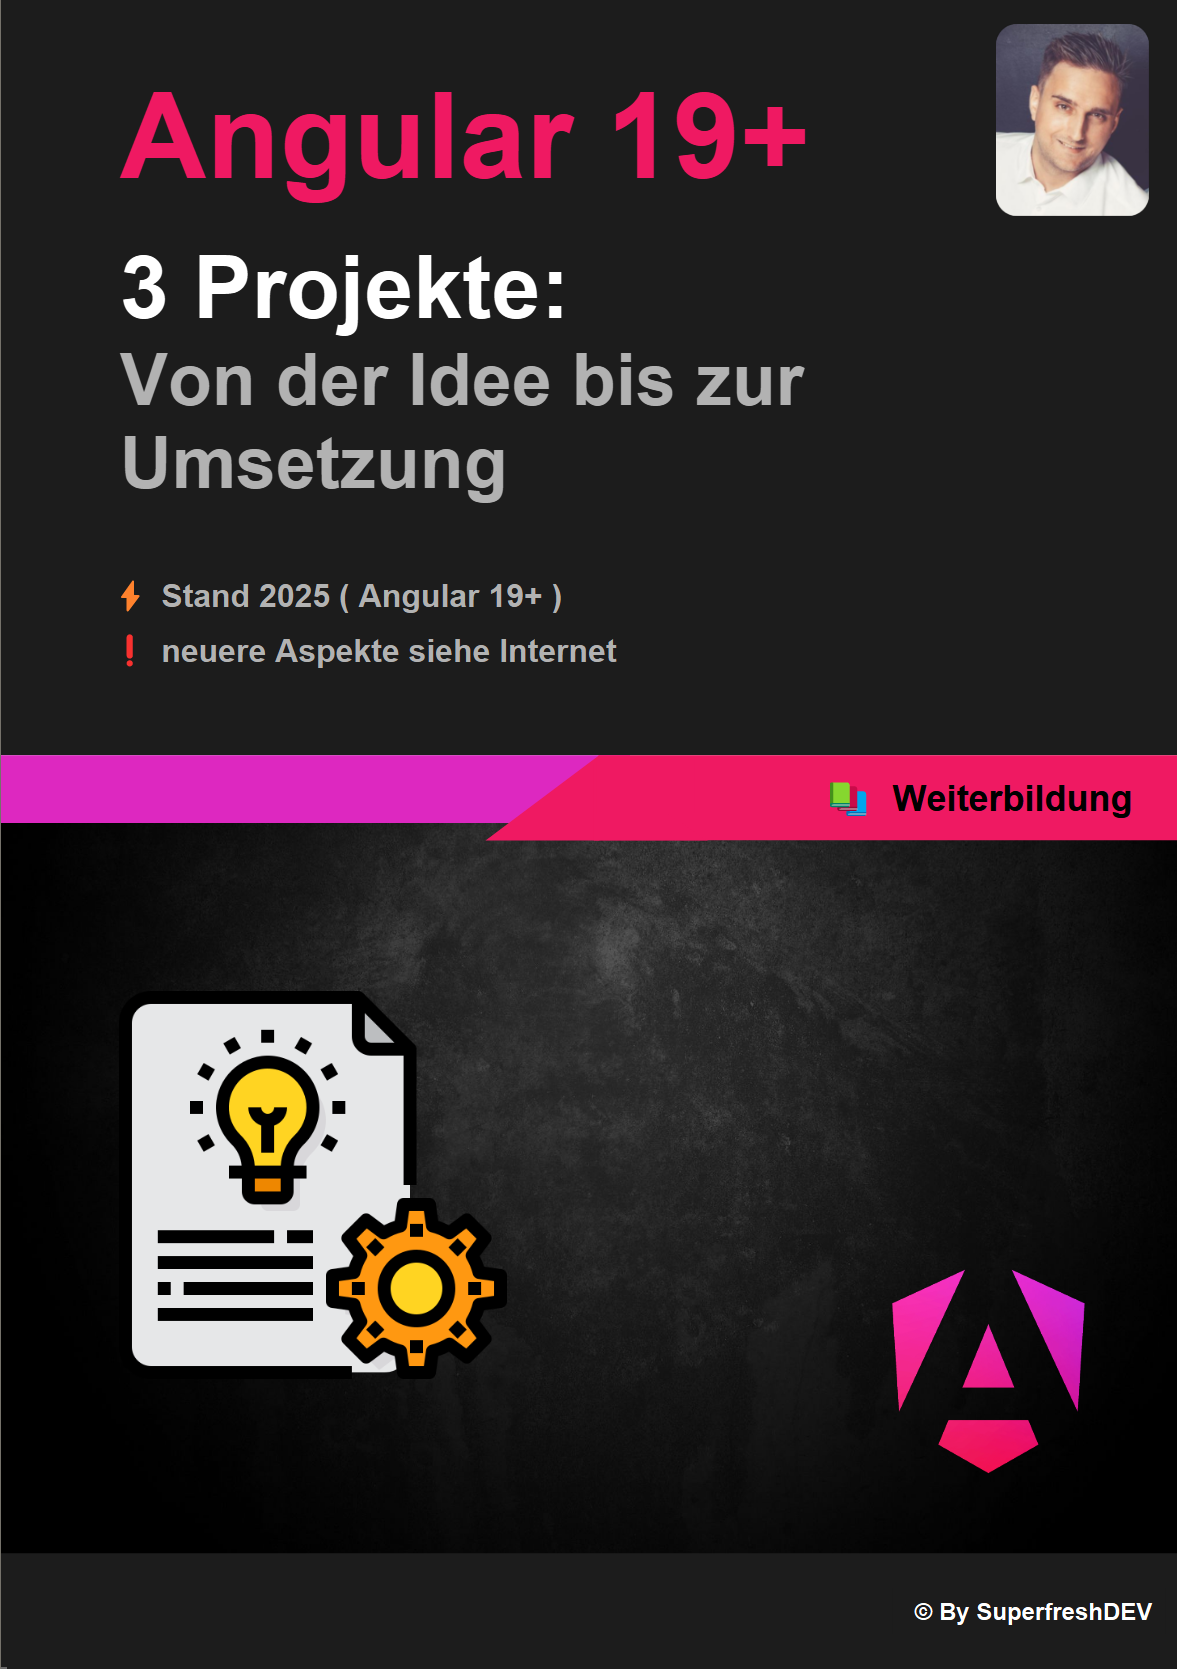 Angular 19+
3 Projekte:
Von der Idee bis zur
Umsetzung
Stand 2025 ( Angular 19+ )
neuere Aspekte siehe Internet
Weiterbildung
© By SuperfreshDEV